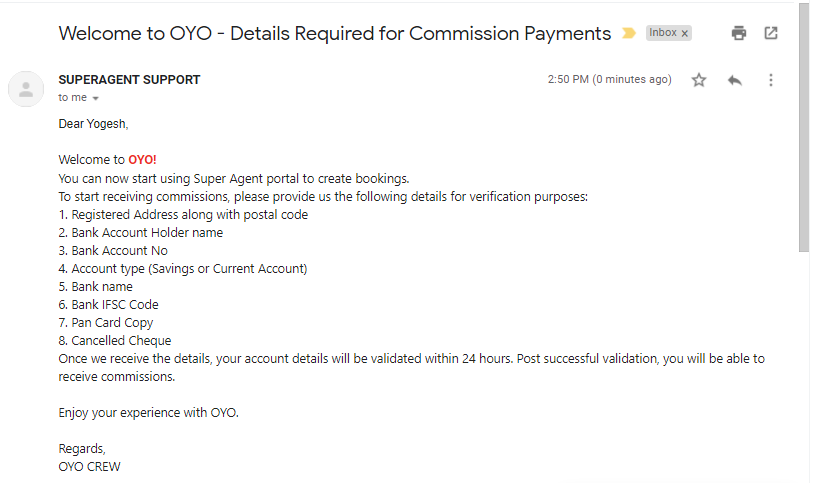 Welcome to OYO - Details Required for Commission Payments Inbox x
SUPERAGENT SUPPORT 2:50 PM (0 minutes ago)
to me
Dear Yogesh,
Welcome to OYO!
You can now start using Super Agent portal to create bookings.
To start receiving commissions, please provide us the following details for verification purposes:
1. Registered Address along with postal code
2. Bank Account Holder name
3. Bank Account No
4. Account type (Savings or Current Account)
5. Bank name
6. Bank IFSC Code
7. Pan Card Copy
8. Cancelled Cheque
Once we receive the details, your account details will be validated within 24 hours. Post successful validation, you will be able to
receive commissions.
Enjoy your experience with OYO.
Regards,
OYO CREW